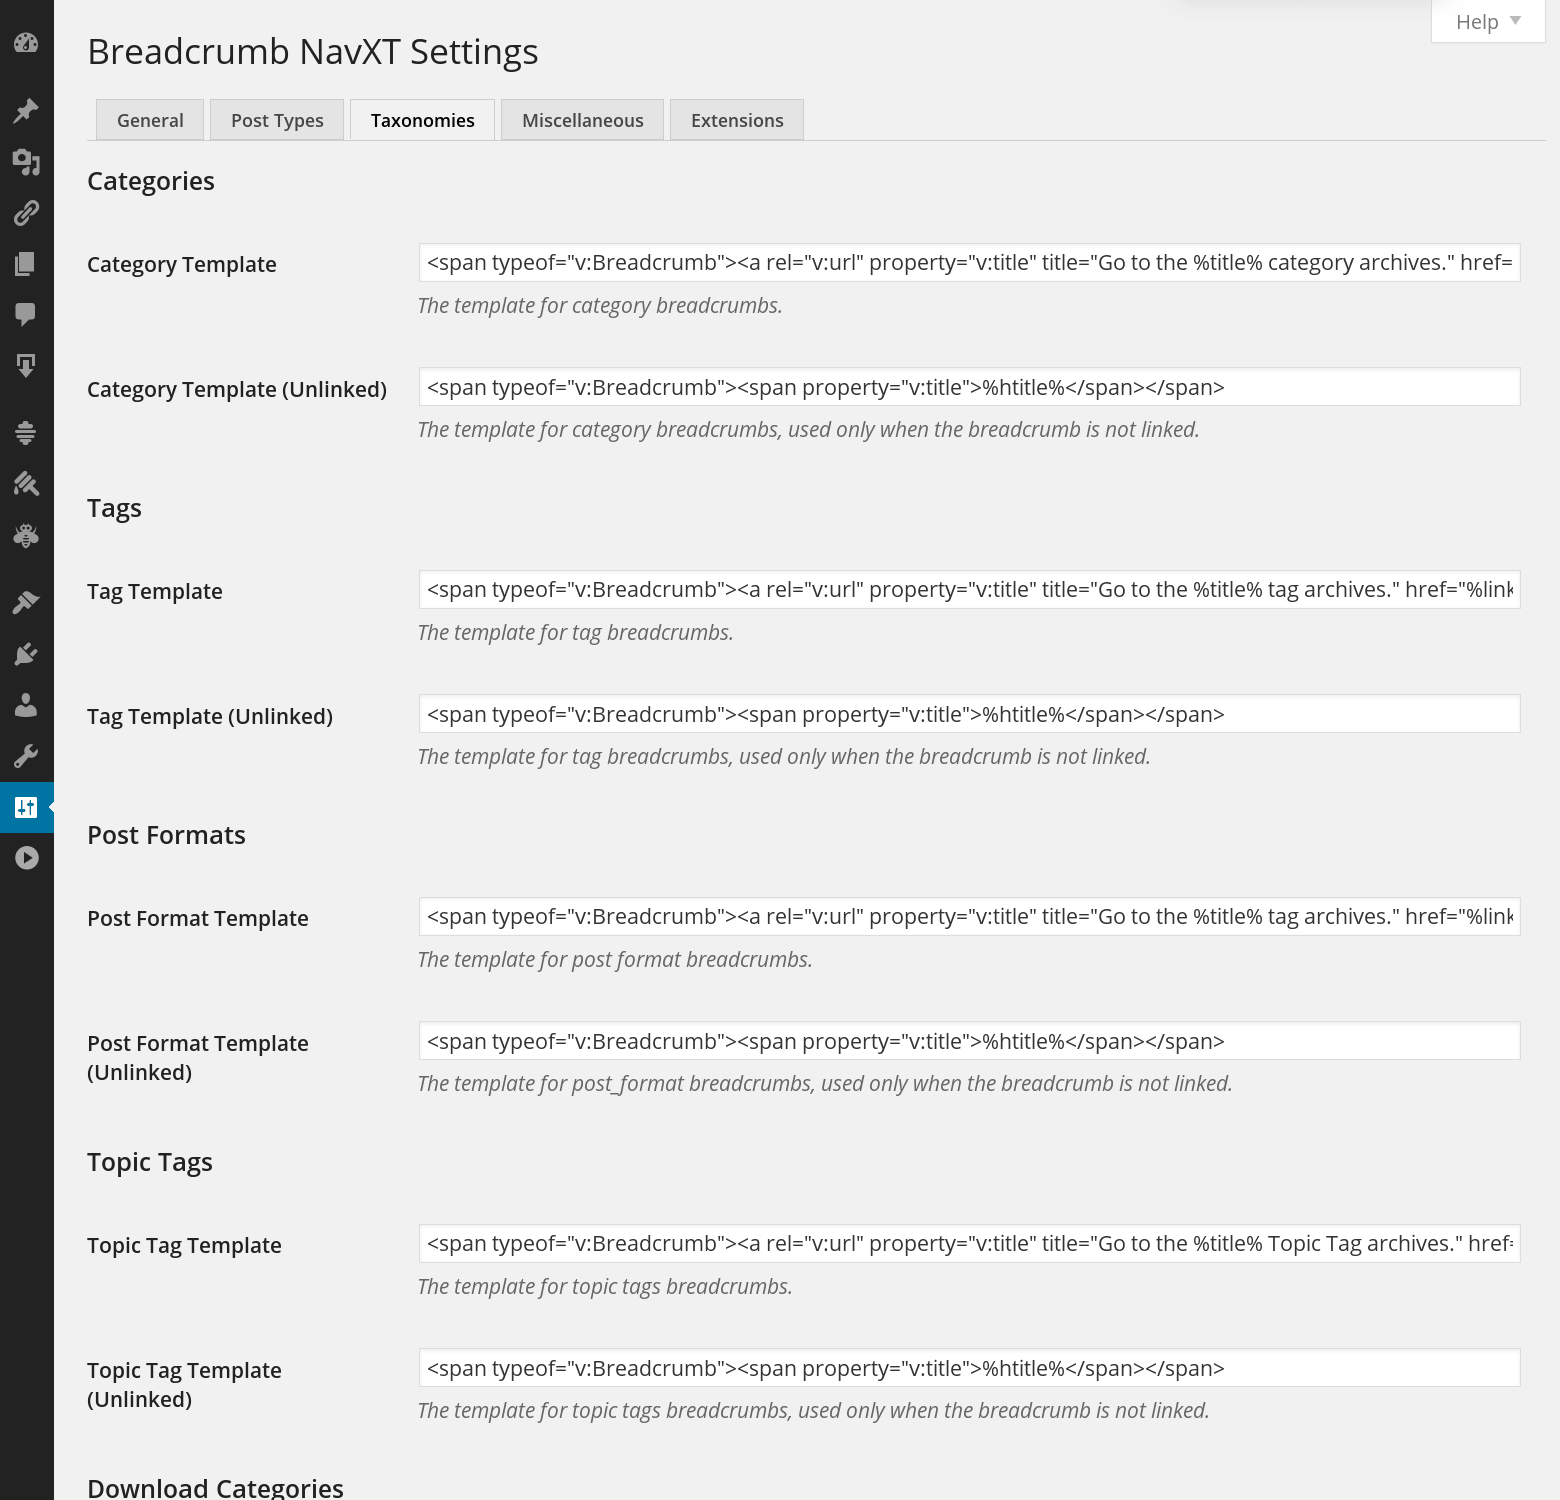 Help
Breadcrumb NavXT Settings
General Post Types Taxonomies Miscellaneous Extensions
Categories
Category Template
<span typeof="v:Breadcrumb"><a rel="v:url" property="v:title" title="Go to the %title% category archives." href=
The template for category breadcrumbs.
Category Template (Unlinked)
<span typeof="v:Breadcrumb"><span property="v:title">%htitle%</span></span>
The template for category breadcrumbs, used only when the breadcrumb is not linked.
Tags
Tag Template
<span typeof="v:Breadcrumb"><a rel="v:url" property="v:title" title="Go to the %title% tag archives." href="%link
The template for tag breadcrumbs.
Tag Template (Unlinked)
<span typeof="v:Breadcrumb"><span property="v:title">%htitle%</span></span>
The template for tag breadcrumbs, used only when the breadcrumb is not linked.
Post Formats
Post Format Template
<span typeof="v:Breadcrumb"><a rel="v:url" property="v:title" title="Go to the %title% tag archives." href="%link
The template for post format breadcrumbs.
Post Format Template
(Unlinked)
<span typeof="v:Breadcrumb"><span property="v:title">%htitle%</span></span>
The template for post_format breadcrumbs, used only when the breadcrumb is not linked.
Topic Tags
Topic Tag Template
<span typeof="v:Breadcrumb"><a rel="v:url" property="v:title" title="Go to the %title% Topic Tag archives." href=
The template for topic tags breadcrumbs.
Topic Tag Template
(Unlinked)
<span typeof="v:Breadcrumb"><span property="v:title">%htitle%</span></span>
The template for topic tags breadcrumbs, used only when the breadcrumb is not linked.
Download Categories